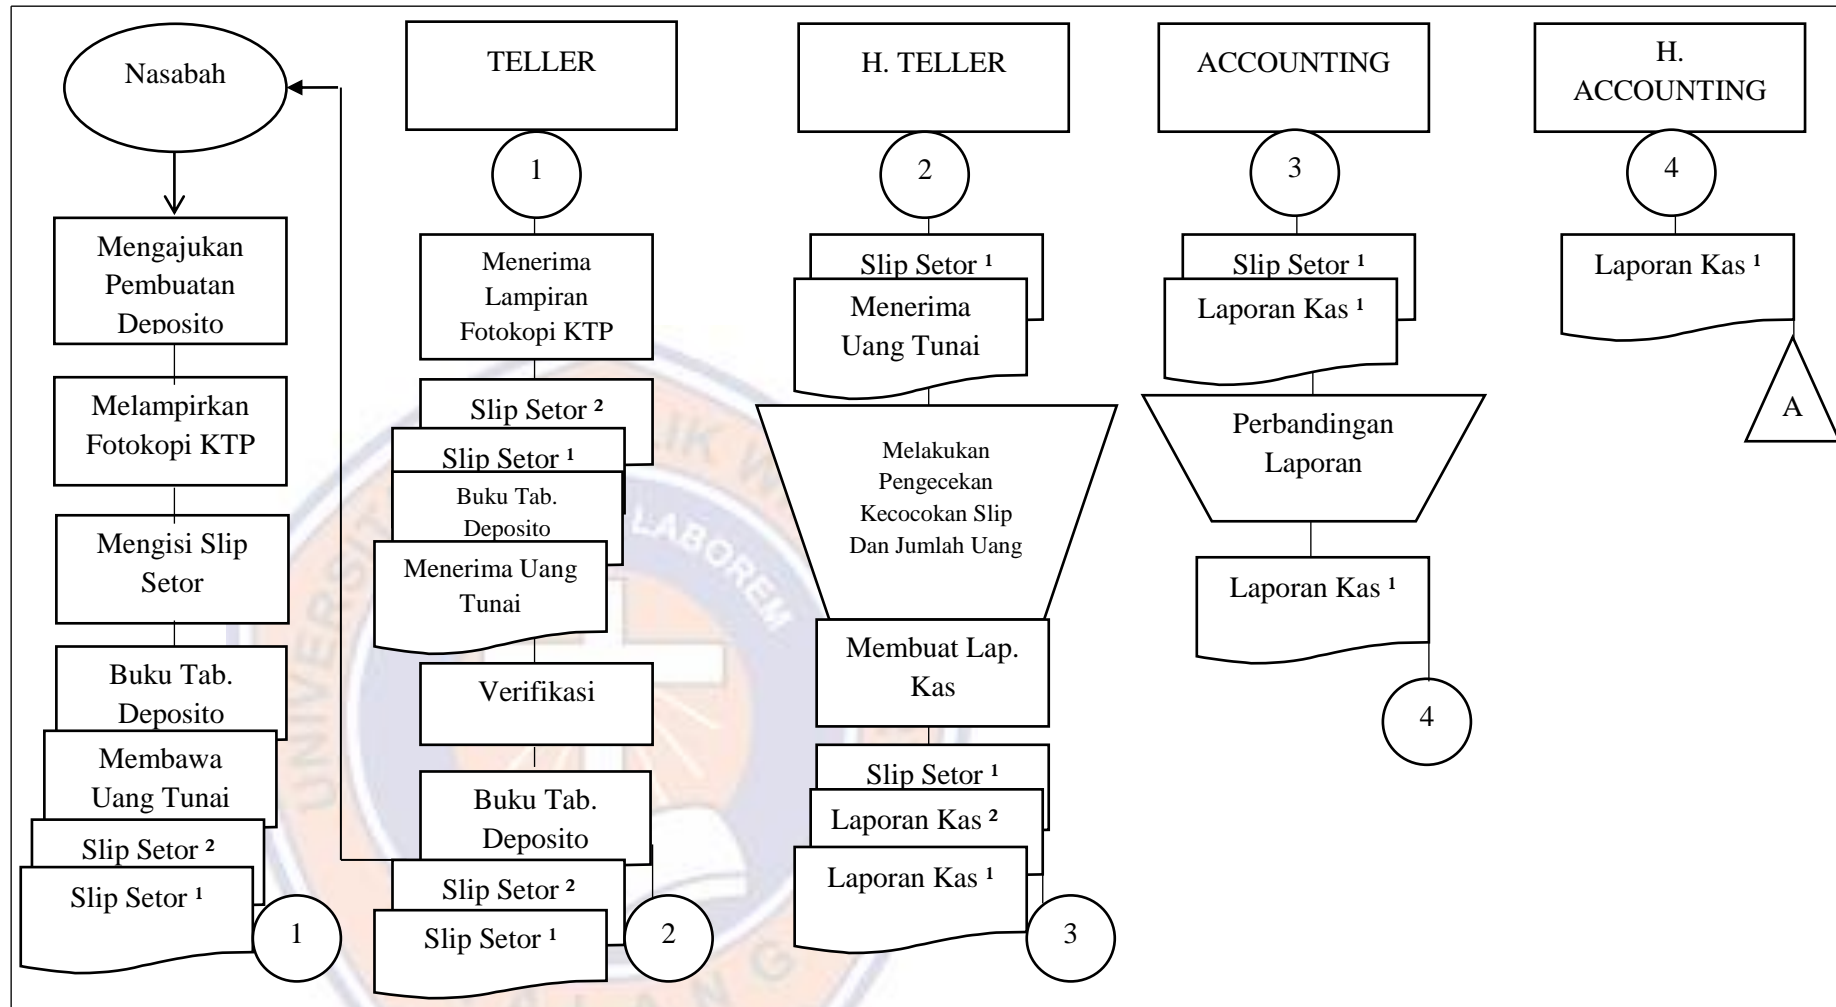 Nasabah
Mengajukan
Pembuatan
Deposito
Melampirkan
Fotokopi KTP
Mengisi Slip
Setor
Buku Tab.
Deposito
Membawa
Uang Tunai
Slip Setor ²
Slip Setor ¹
1
TELLER
1
Menerima
Lampiran
Fotokopi KTP
Slip Setor ²
Slip Setor ¹
Buku Tab.
Deposito
Menerima Uang
Tunai
Verifikasi
Buku Tab.
Deposito
Slip Setor ²
Slip Setor ¹
2
H. TELLER
2
Slip Setor ¹
Menerima
Uang Tunai
Melakukan
Pengecekan
Kecocokan Slip
Dan Jumlah Uang
Membuat Lap.
Kas
Slip Setor ¹
Laporan Kas ²
Laporan Kas ¹
3
ACCOUNTING
3
Slip Setor ¹
Laporan Kas ¹
Perbandingan
Laporan
Laporan Kas ¹
4
H.
ACCOUNTING
4
Laporan Kas ¹
A
LABOREM